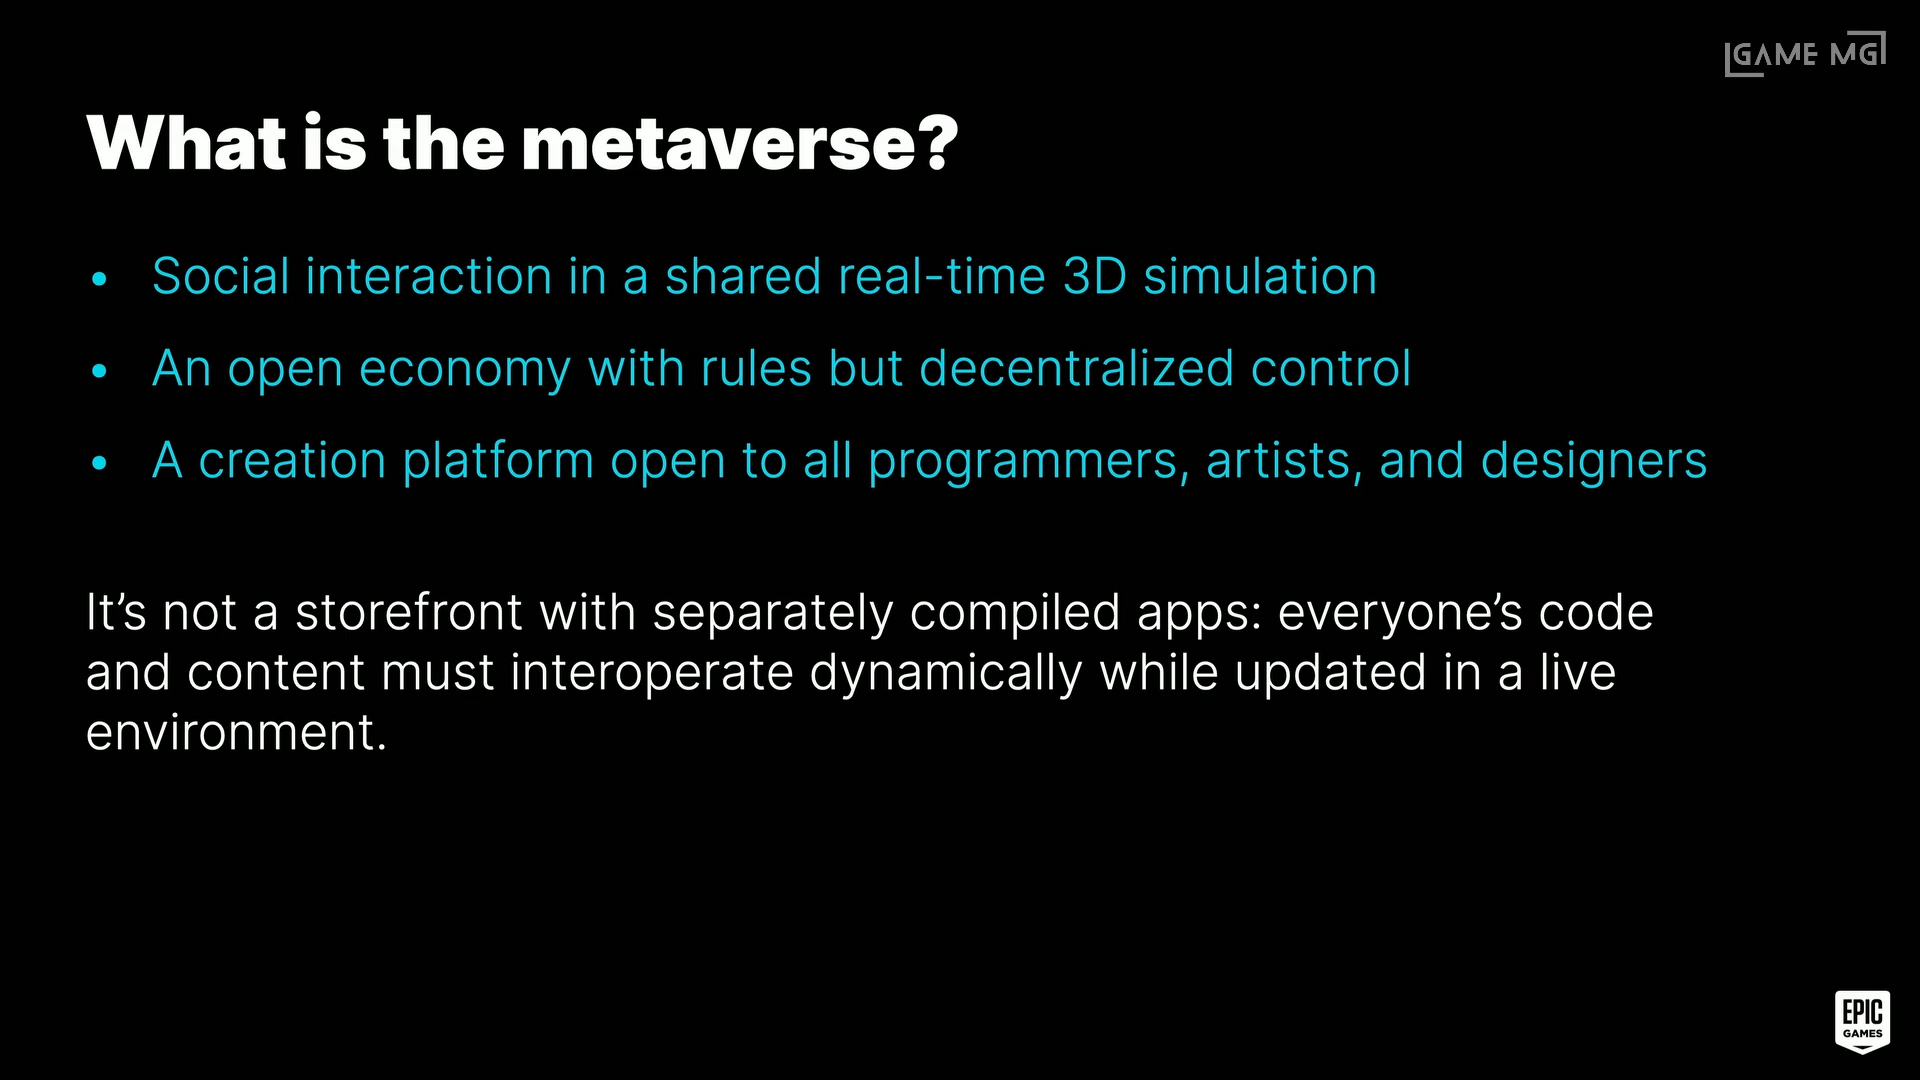 GAME MG
What is the metaverse?
• Social interaction in a shared real-time 3D simulation
• An open economy with rules but decentralized control
• A creation platform open to all programmers, artists, and designers
It’s not a storefront with separately compiled apps: everyone’s code
and content must interoperate dynamically while updated in a live
environment.
EPIC
GAMES